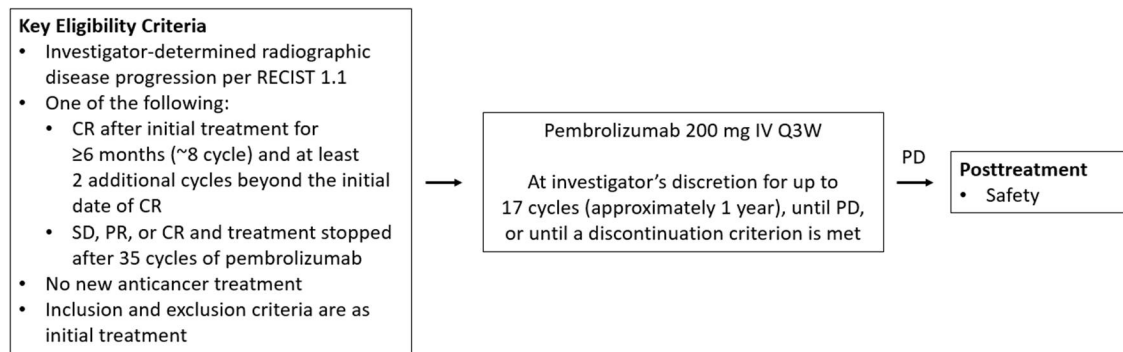 Key Eligibility Criteria
• Investigator-determined radiographic
disease progression per RECIST 1.1
• One of the following:
• CR after initial treatment for
≥6 months (~8 cycle) and at least
2 additional cycles beyond the initial
date of CR
• SD, PR, or CR and treatment stopped
after 35 cycles of pembrolizumab
• No new anticancer treatment
• Inclusion and exclusion criteria are as
initial treatment
Pembrolizumab 200 mg IV Q3W
At investigator’s discretion for up to
17 cycles (approximately 1 year), until PD,
or until a discontinuation criterion is met
PD
Posttreatment
• Safety